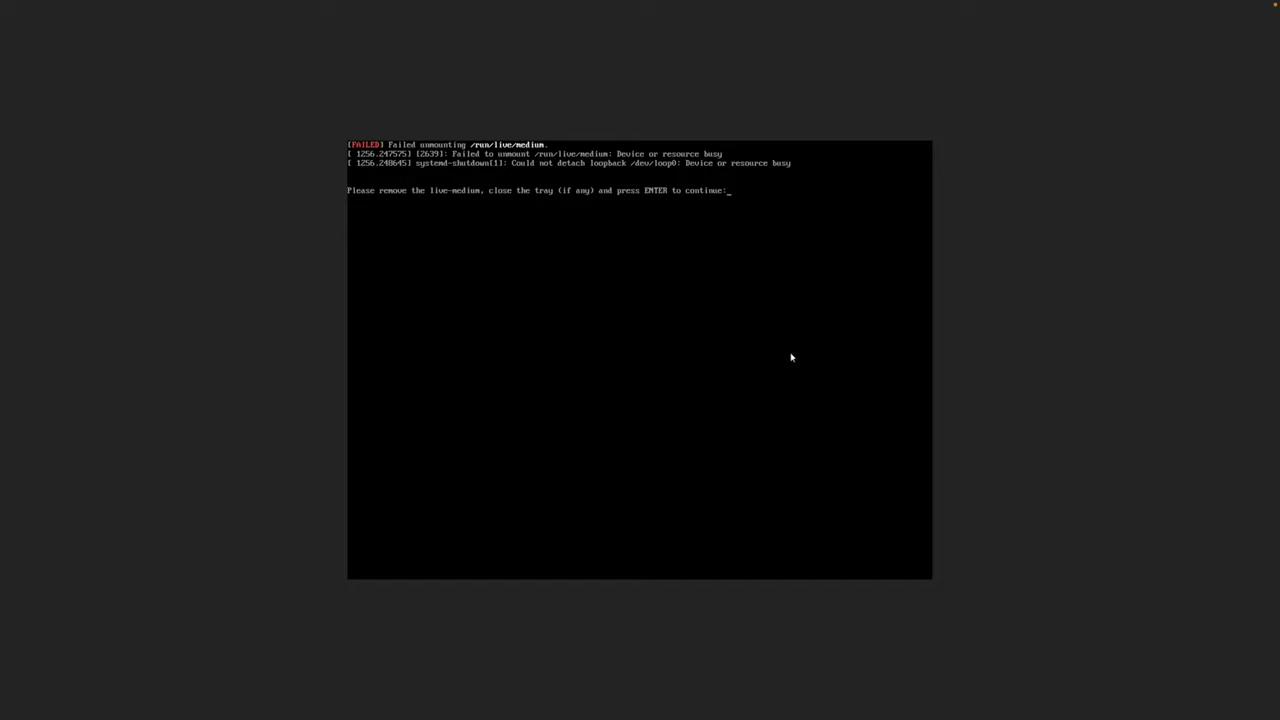 [FAILED] Failed unmounting /run/live/medium.
[ 1256.247575] [2639]: Failed to unmount /run/live/medium: Device or resource busy
[ 1256.248645] systemd-shutdown[1]: Could not detach loopback /dev/loop0: Device or resource busy
Please remove the live-medium, close the tray (if any) and press ENTER to continue:_